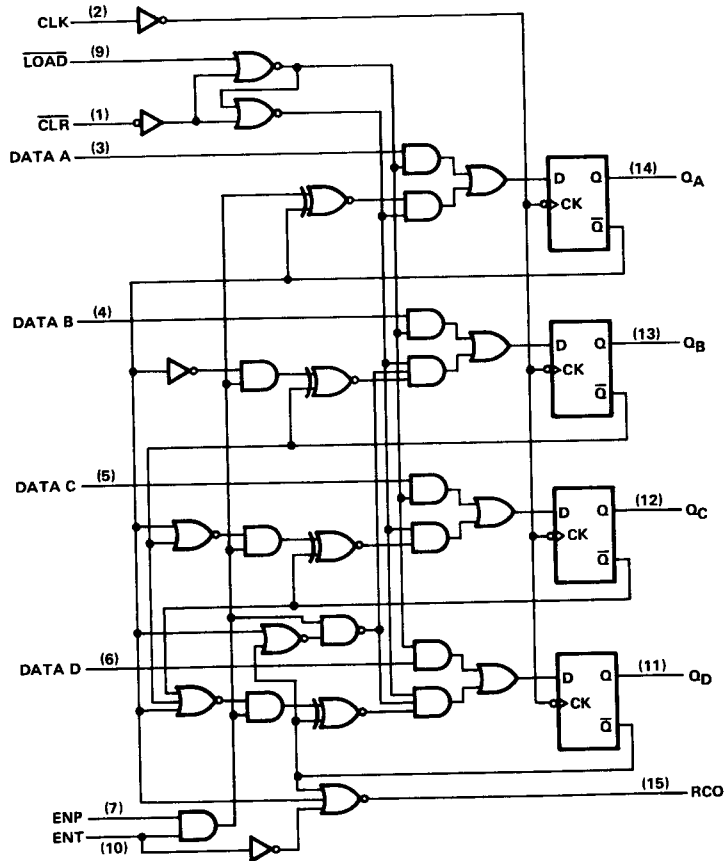 CLK (2)
LOAD (9)
CLR (1)
DATA A (3)
D Q (14) QA
CK
Q
DATA B (4)
D Q (13) QB
CK
Q
DATA C (5)
D Q (12) QC
CK
Q
DATA D (6)
D Q (11) QD
CK
Q
(15) RCO
ENP (7)
ENT (10)